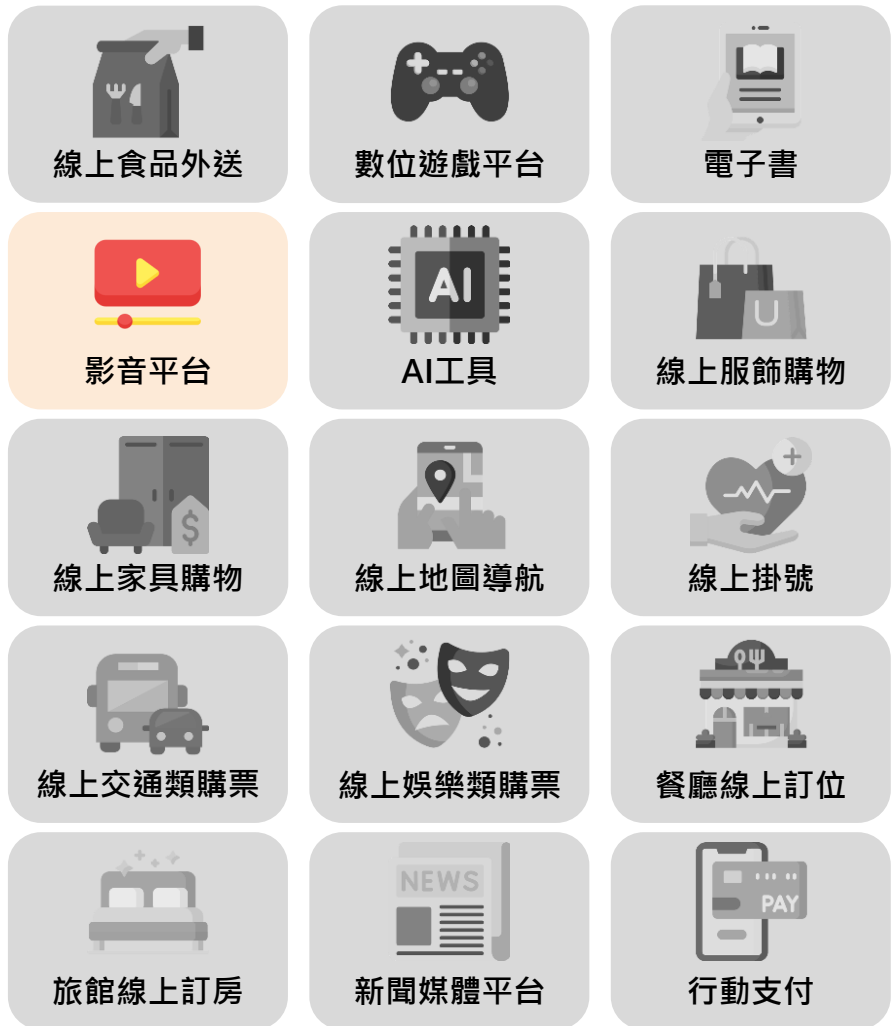 線上食品外送
數位遊戲平台
電子書
影音平台
AI
AI工具
線上服飾購物
$
線上家具購物
線上地圖導航
線上掛號
線上交通類購票
線上娛樂類購票
餐廳線上訂位
旅館線上訂房
NEWS
新聞媒體平台
PAY
行動支付